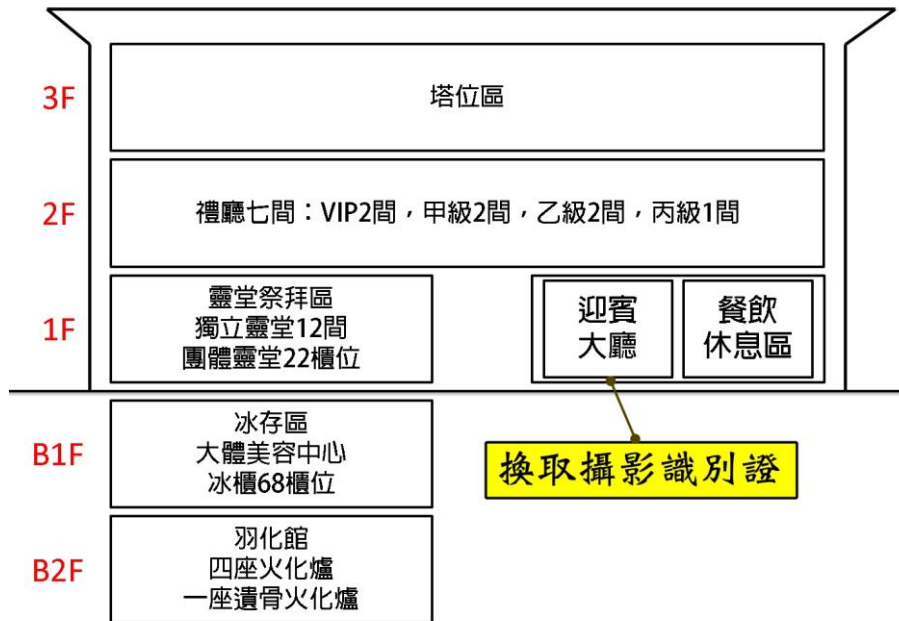 3F
塔位區
2F
禮廳七間：VIP2間，甲級2間，乙級2間，丙級1間
1F
靈堂祭拜區
獨立靈堂12間
團體靈堂22櫃位
迎賓
大廳
餐飲
休息區
B1F
冰存區
大體美容中心
冰櫃68櫃位
換取攝影識別證
B2F
羽化館
四座火化爐
一座遺骨火化爐